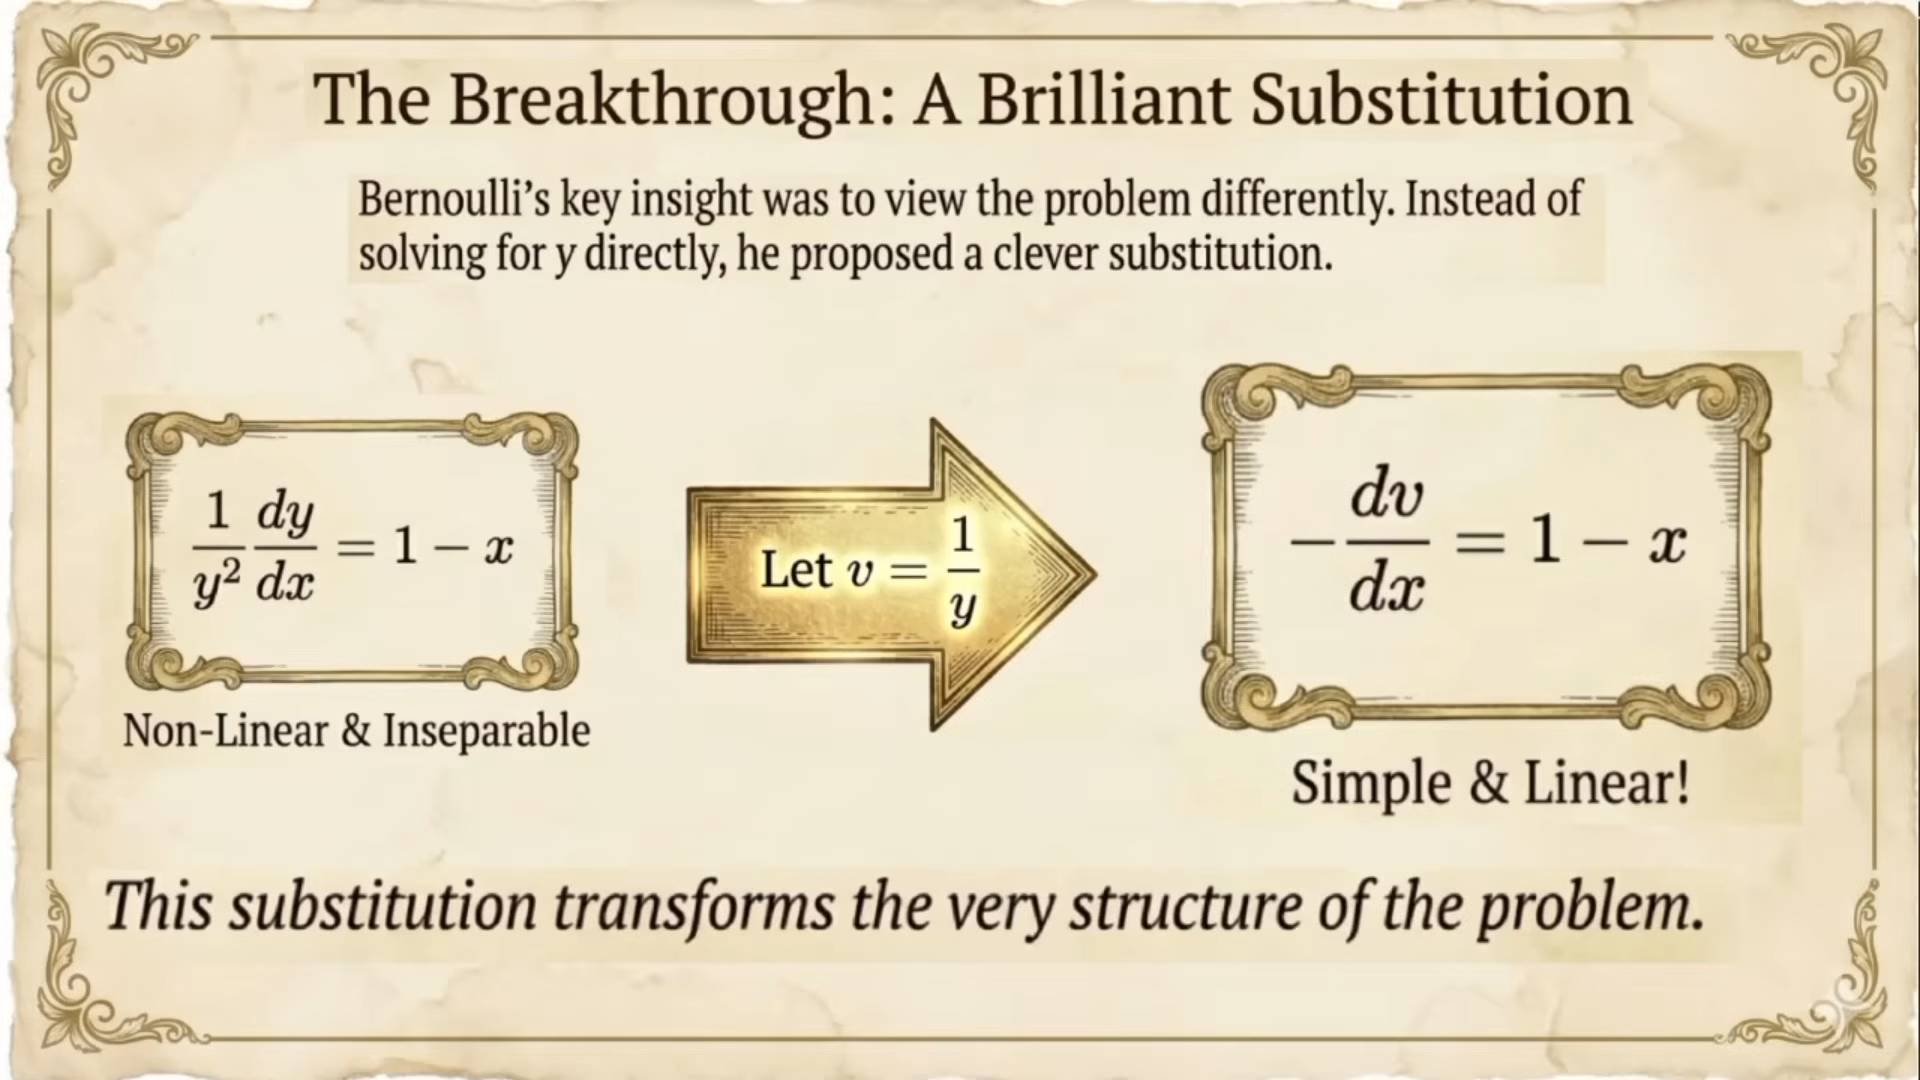 The Breakthrough: A Brilliant Substitution
Bernoulli's key insight was to view the problem differently. Instead of
solving for y directly, he proposed a clever substitution.
1/y² dy/dx = 1 − x
Non-Linear & Inseparable
Let v = 1/y
−dv/dx = 1 − x
Simple & Linear!
This substitution transforms the very structure of the problem.